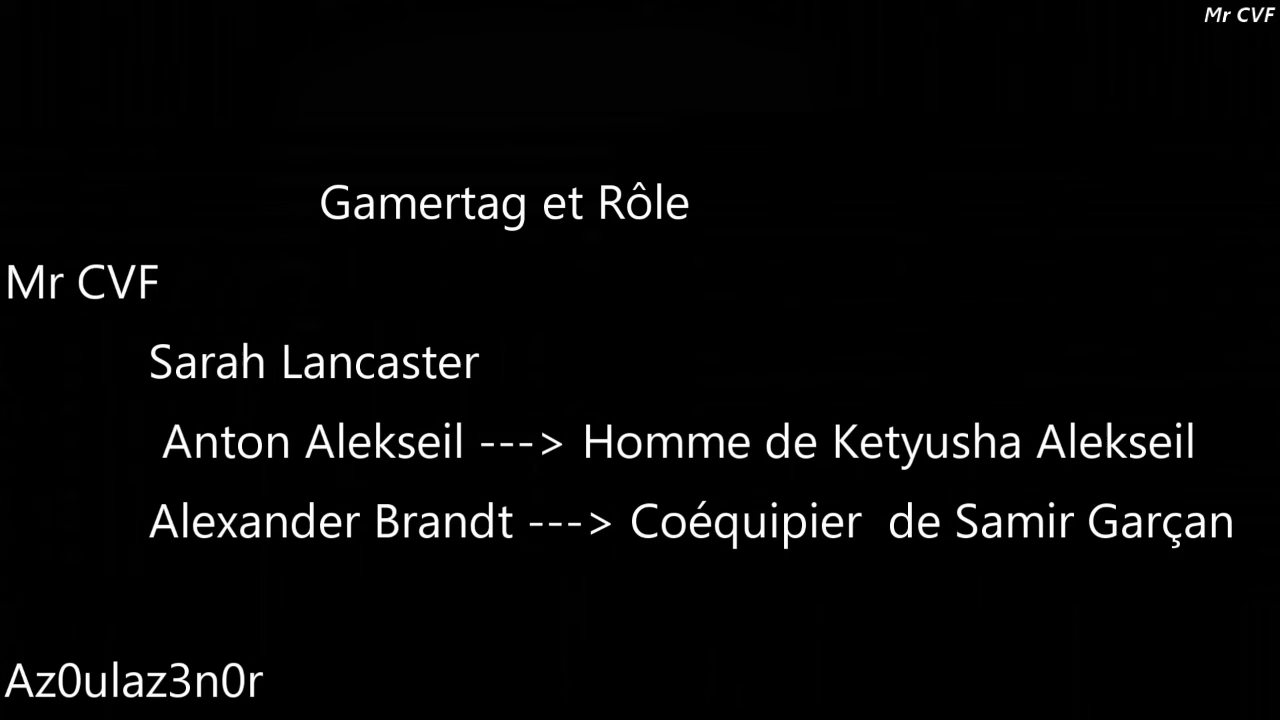 Mr CVF
Gamertag et Rôle
Mr CVF
Sarah Lancaster
Anton Alekseil ---> Homme de Ketyusha Alekseil
Alexander Brandt ---> Coéquipier  de Samir Garçan
Az0ulaz3n0r